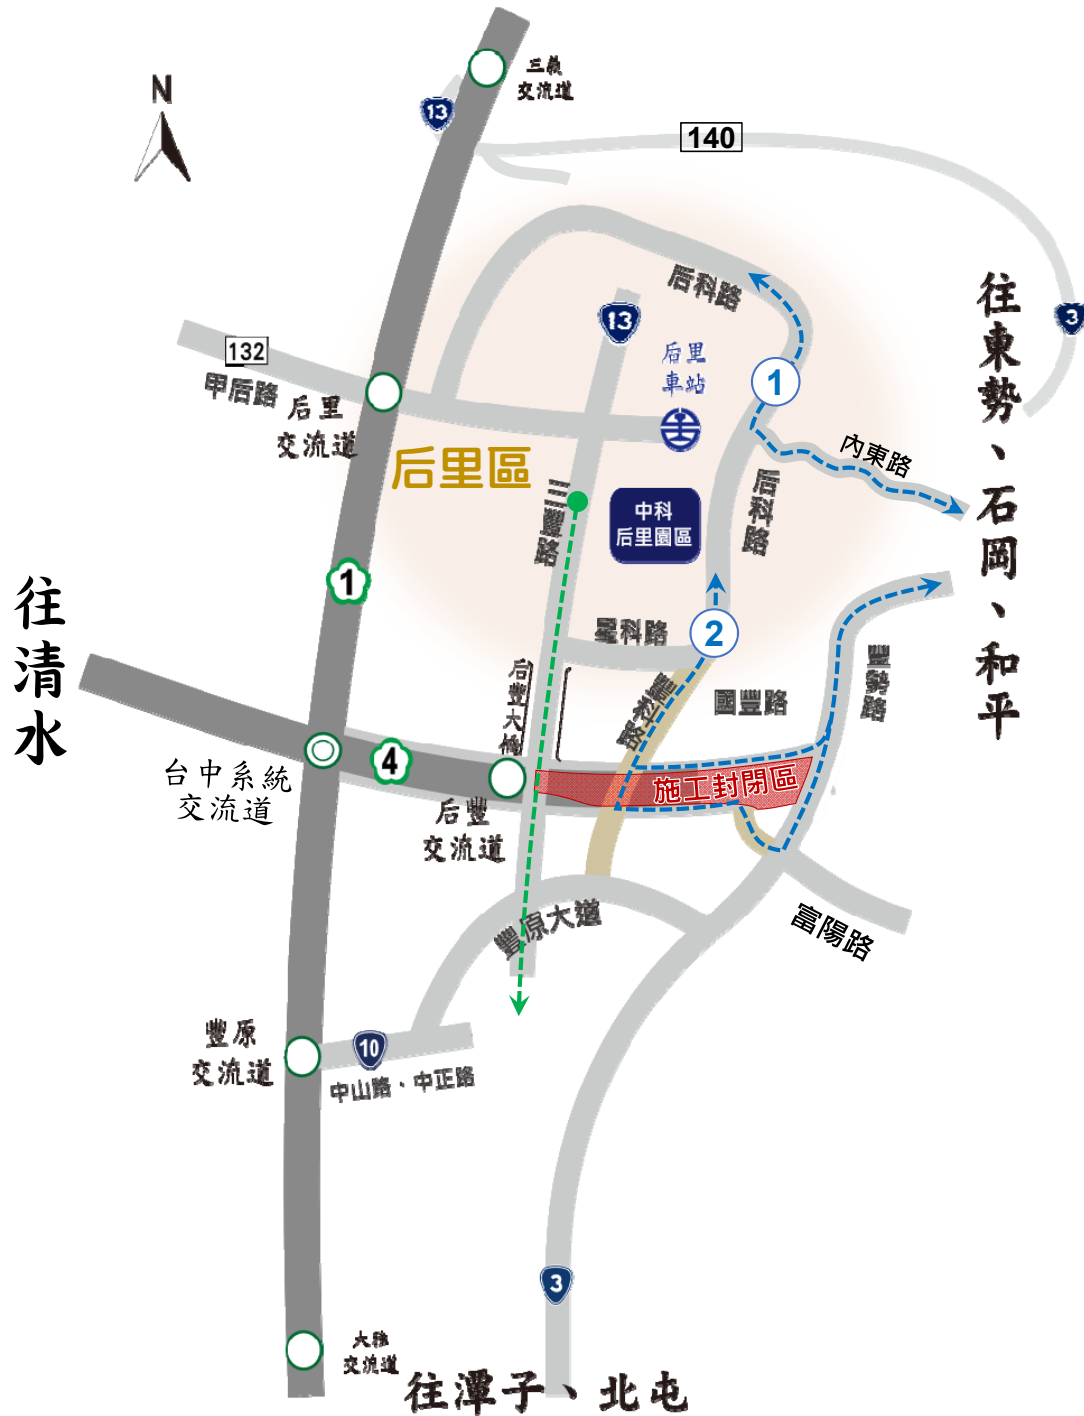 三義
交流道
N
13
140
往東勢、石岡、和平
后科路
13
3
132
后里
車站
甲后路
1
后里
交流道
內東路
后里區
三豐路
后科路
中科
后里園區
往清水
1
星科路
2
后豐大橋
國豐路
豐勢路
4
台中系統
交流道
施工封閉區
后豐
交流道
豐原大道
富陽路
豐原
交流道
10
中山路、中正路
3
大雅
交流道
往潭子、北屯